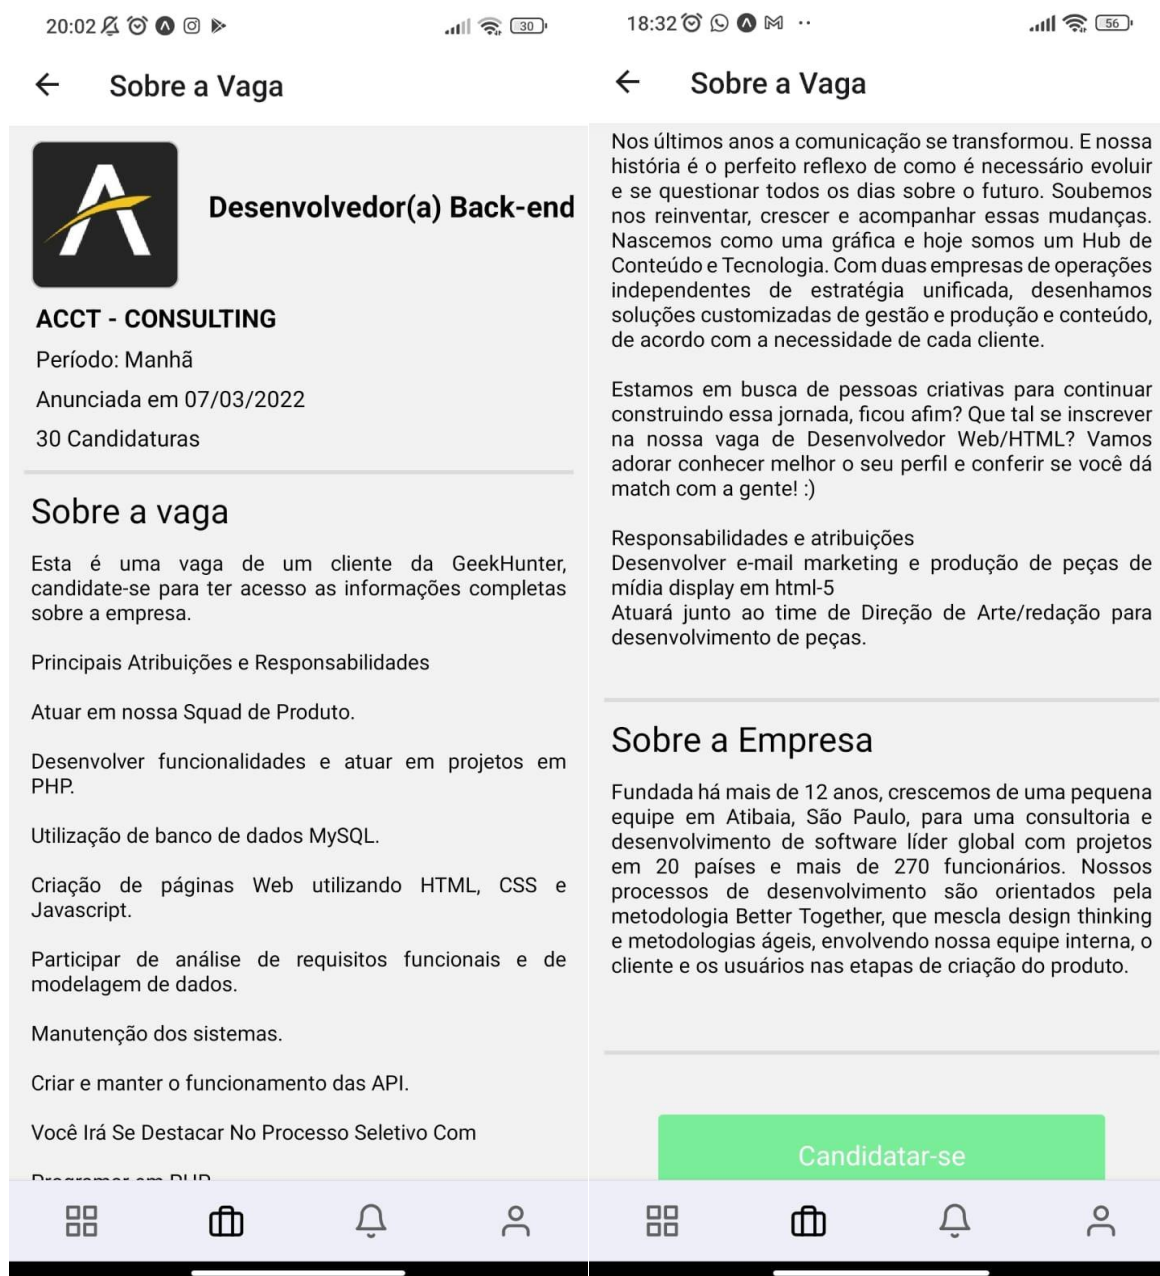 20:02
30
Sobre a Vaga
Desenvolvedor(a) Back-end
ACCT - CONSULTING
Período: Manhã
Anunciada em 07/03/2022
30 Candidaturas
Sobre a vaga
Esta é uma vaga de um cliente da GeekHunter,
candidate-se para ter acesso as informações completas
sobre a empresa.
Principais Atribuições e Responsabilidades
Atuar em nossa Squad de Produto.
Desenvolver funcionalidades e atuar em projetos em
PHP.
Utilização de banco de dados MySQL.
Criação de páginas Web utilizando HTML, CSS e
Javascript.
Participar de análise de requisitos funcionais e de
modelagem de dados.
Manutenção dos sistemas.
Criar e manter o funcionamento das API.
Você Irá Se Destacar No Processo Seletivo Com
Programar em PHP
18:32
56
Sobre a Vaga
Nos últimos anos a comunicação se transformou. E nossa
história é o perfeito reflexo de como é necessário evoluir
e se questionar todos os dias sobre o futuro. Soubemos
nos reinventar, crescer e acompanhar essas mudanças.
Nascemos como uma gráfica e hoje somos um Hub de
Conteúdo e Tecnologia. Com duas empresas de operações
independentes de estratégia unificada, desenhamos
soluções customizadas de gestão e produção e conteúdo,
de acordo com a necessidade de cada cliente.
Estamos em busca de pessoas criativas para continuar
construindo essa jornada, ficou afim? Que tal se inscrever
na nossa vaga de Desenvolvedor Web/HTML? Vamos
adorar conhecer melhor o seu perfil e conferir se você dá
match com a gente! :)
Responsabilidades e atribuições
Desenvolver e-mail marketing e produção de peças de
mídia display em html-5
Atuará junto ao time de Direção de Arte/redação para
desenvolvimento de peças.
Sobre a Empresa
Fundada há mais de 12 anos, crescemos de uma pequena
equipe em Atibaia, São Paulo, para uma consultoria e
desenvolvimento de software líder global com projetos
em 20 países e mais de 270 funcionários. Nossos
processos de desenvolvimento são orientados pela
metodologia Better Together, que mescla design thinking
e metodologias ágeis, envolvendo nossa equipe interna, o
cliente e os usuários nas etapas de criação do produto.
Candidatar-se